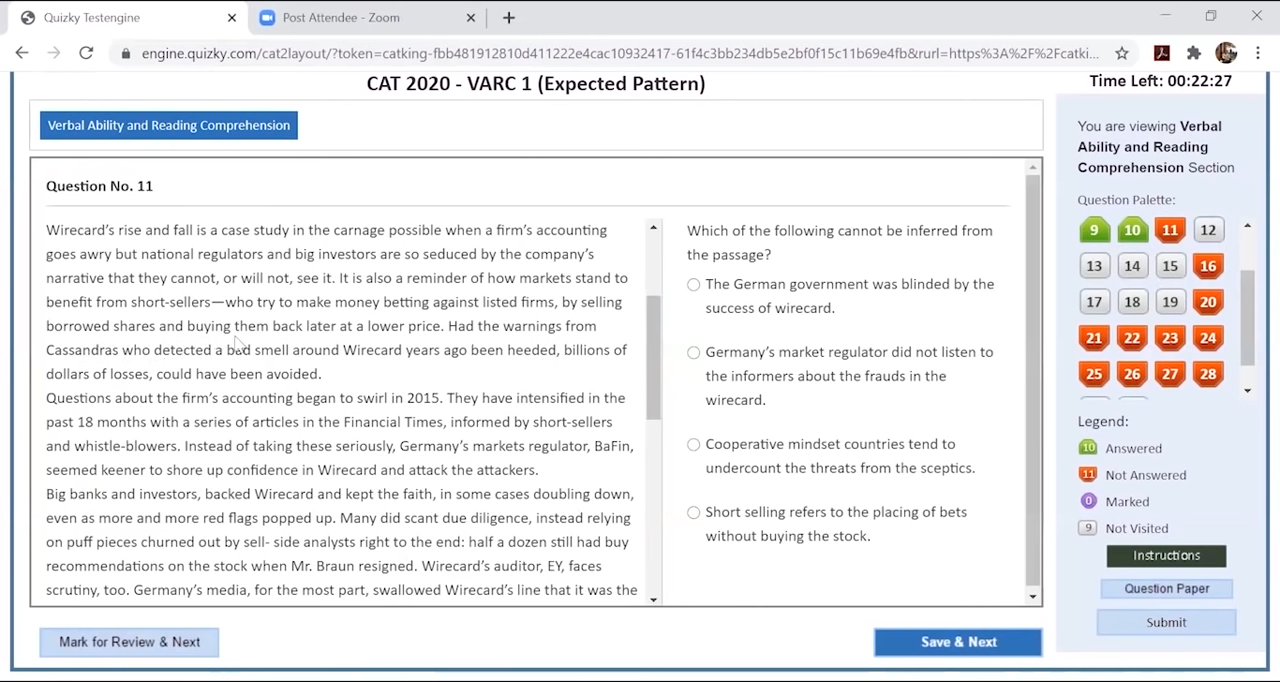 Quizky Testengine
Post Attendee - Zoom
engine.quizky.com/cat2layout/?token=catking-fbb481912810d411222e4cac10932417-61f4c3bb234db5e2bf0f15c11b69e4fb&rurl=https%3A%2F%2Fcatki...
CAT 2020 - VARC 1 (Expected Pattern)
Time Left: 00:22:27
Verbal Ability and Reading Comprehension
Question No. 11
Wirecard's rise and fall is a case study in the carnage possible when a firm's accounting
goes awry but national regulators and big investors are so seduced by the company's
narrative that they cannot, or will not, see it. It is also a reminder of how markets stand to
benefit from short-sellers—who try to make money betting against listed firms, by selling
borrowed shares and buying them back later at a lower price. Had the warnings from
Cassandras who detected a bad smell around Wirecard years ago been heeded, billions of
dollars of losses, could have been avoided.
Questions about the firm's accounting began to swirl in 2015. They have intensified in the
past 18 months with a series of articles in the Financial Times, informed by short-sellers
and whistle-blowers. Instead of taking these seriously, Germany's markets regulator, BaFin,
seemed keener to shore up confidence in Wirecard and attack the attackers.
Big banks and investors, backed Wirecard and kept the faith, in some cases doubling down,
even as more and more red flags popped up. Many did scant due diligence, instead relying
on puff pieces churned out by sell- side analysts right to the end: half a dozen still had buy
recommendations on the stock when Mr. Braun resigned. Wirecard's auditor, EY, faces
scrutiny, too. Germany's media, for the most part, swallowed Wirecard's line that it was the
Which of the following cannot be inferred from
the passage?
The German government was blinded by the
success of wirecard.
Germany's market regulator did not listen to
the informers about the frauds in the
wirecard.
Cooperative mindset countries tend to
undercount the threats from the sceptics.
Short selling refers to the placing of bets
without buying the stock.
Mark for Review & Next
Save & Next
You are viewing Verbal
Ability and Reading
Comprehension Section
Question Palette:
9 10 11 12
13 14 15 16
17 18 19 20
21 22 23 24
25 26 27 28
Legend:
10 Answered
11 Not Answered
0 Marked
9 Not Visited
Instructions
Question Paper
Submit